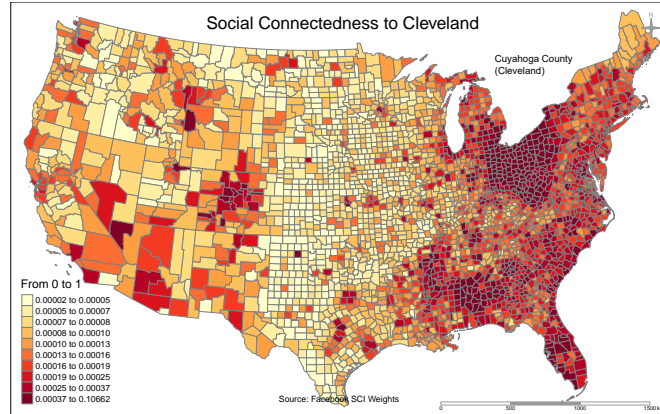 Social Connectedness to Cleveland
N
Cuyahoga County
(Cleveland)
From 0 to 1
0.00002 to 0.00005
0.00005 to 0.00007
0.00007 to 0.00008
0.00008 to 0.00010
0.00010 to 0.00013
0.00013 to 0.00016
0.00016 to 0.00019
0.00019 to 0.00025
0.00025 to 0.00037
0.00037 to 0.10662
Source: Facebook SCI Weights
0 500 1000 1500 k